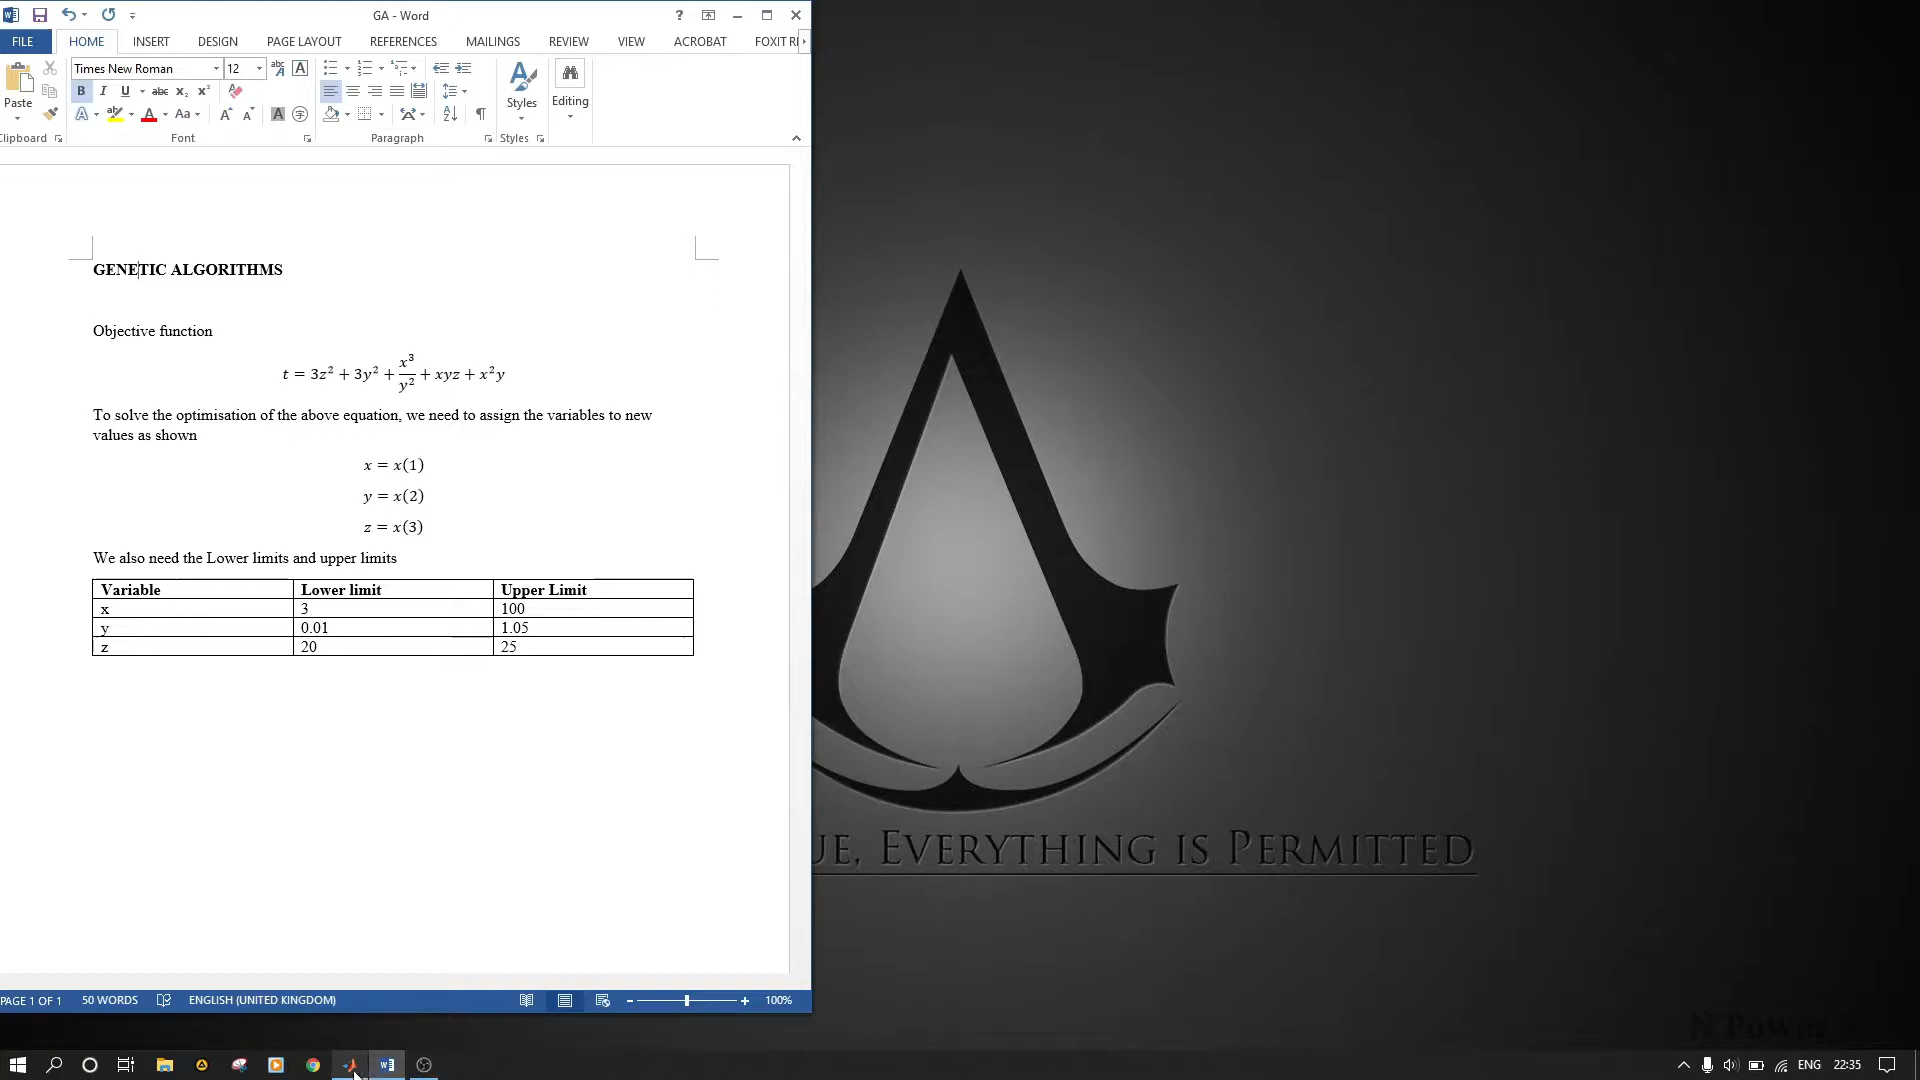 GA - Word
FILE HOME INSERT DESIGN PAGE LAYOUT REFERENCES MAILINGS REVIEW VIEW ACROBAT FOXIT
Times New Roman 12
Paste
Styles
Editing
Clipboard Font Paragraph Styles
GENETIC ALGORITHMS
Objective function
t = 3z² + 3y² + x³/y² + xyz + x²y
To solve the optimisation of the above equation, we need to assign the variables to new
values as shown
x = x(1)
y = x(2)
z = x(3)
We also need the Lower limits and upper limits
Variable Lower limit Upper Limit
x 3 100
y 0.01 1.05
z 20 25
EVERYTHING IS PERMITTED
PAGE 1 OF 1 50 WORDS ENGLISH (UNITED KINGDOM) 100%
ENG 22:35